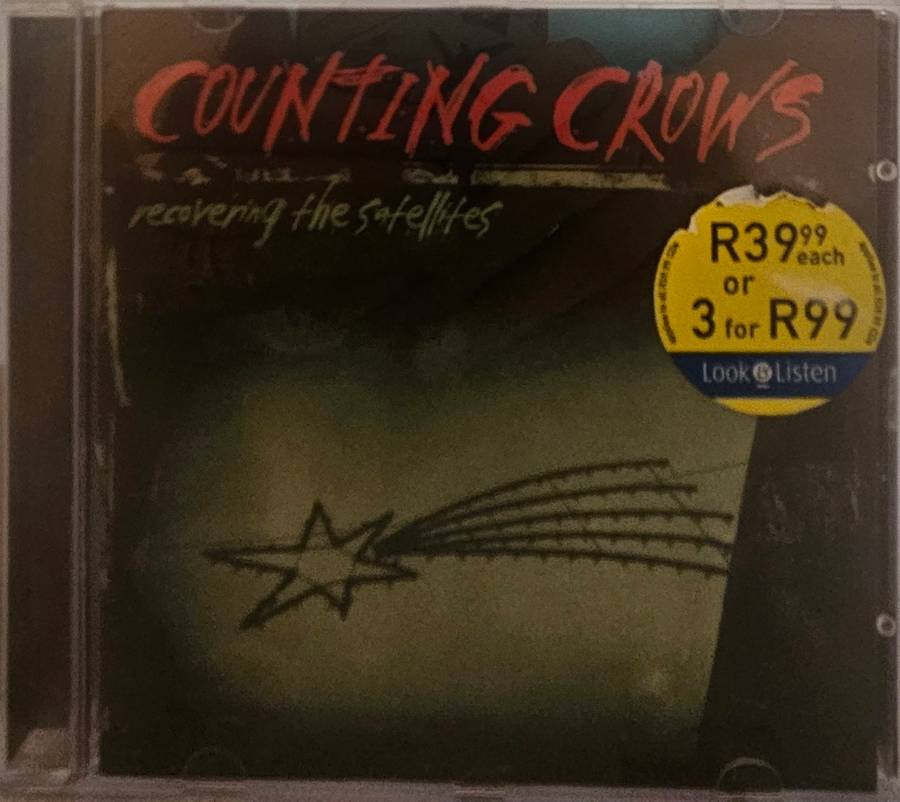 COUNTING CROWS
recovering the satellites
R39 99 each
or
3 for R99
Look & Listen